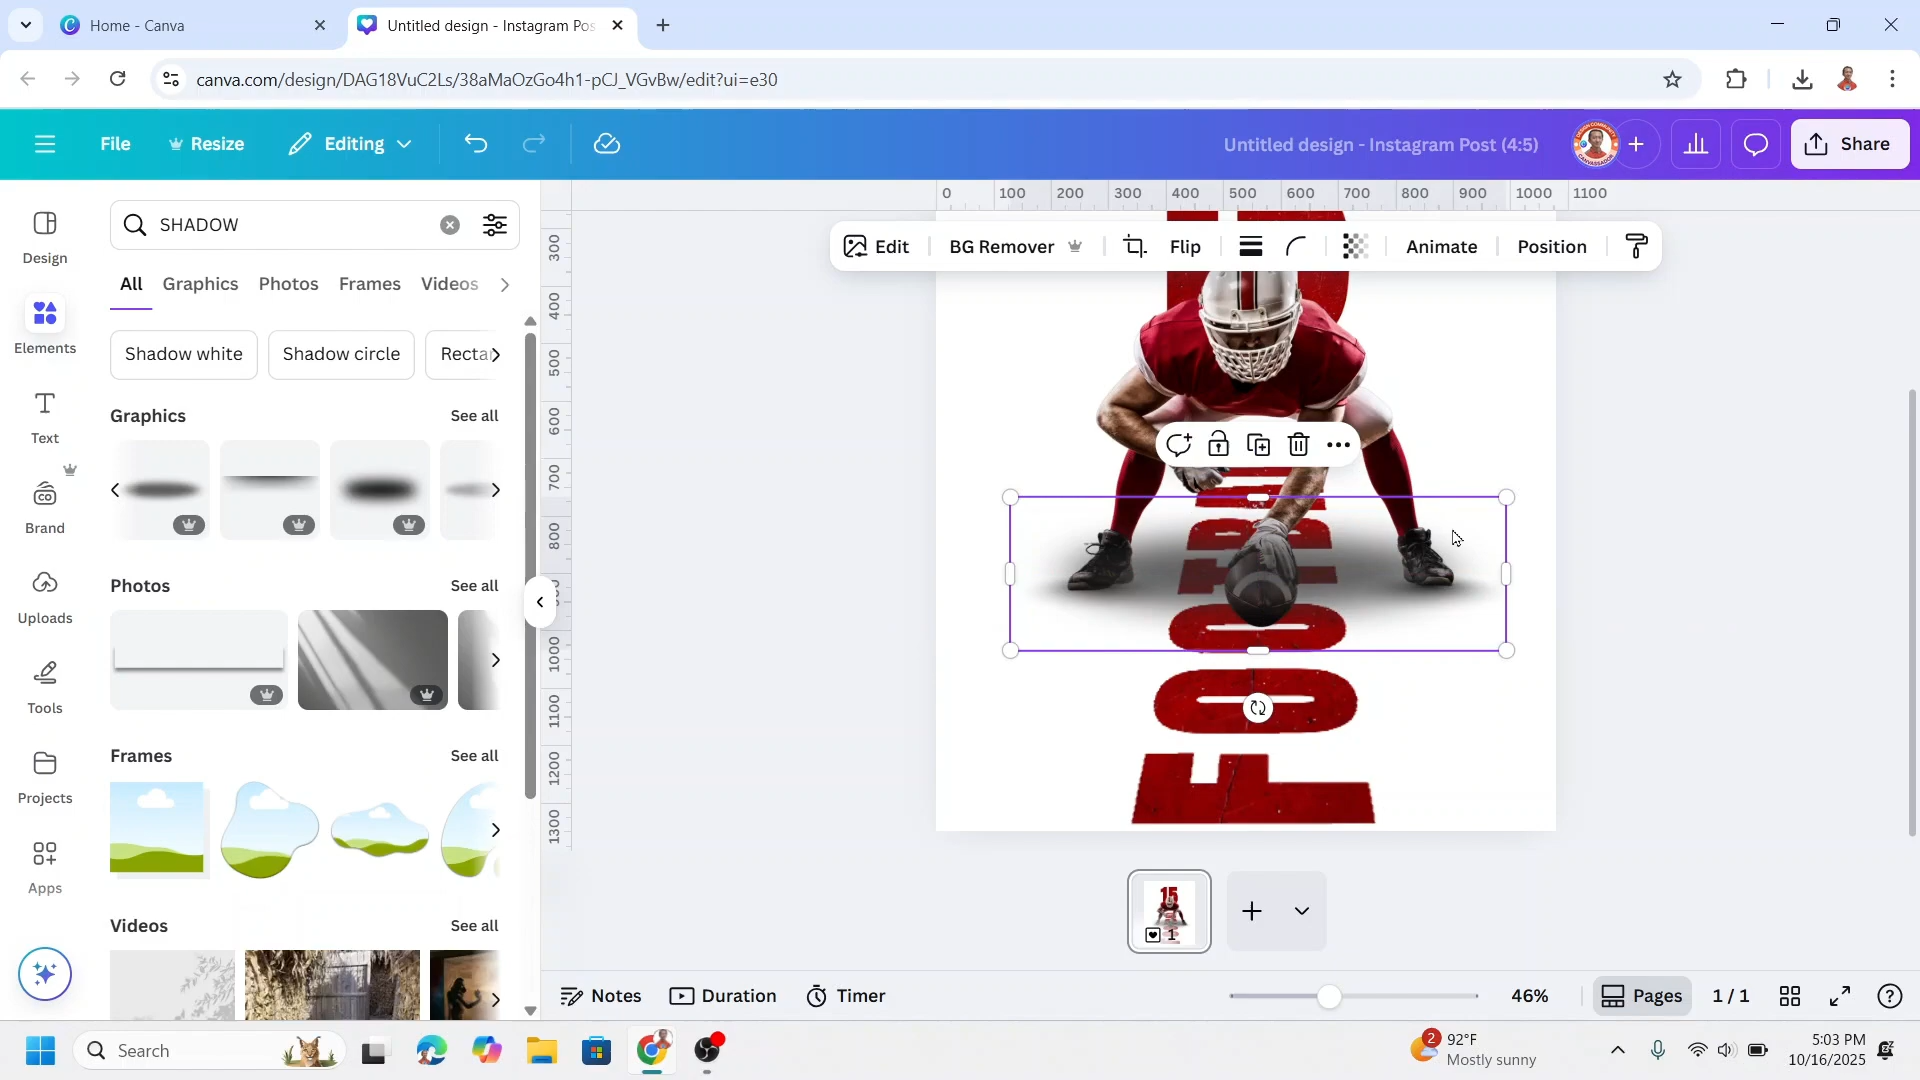 Home - Canva
Untitled design - Instagram Pos
canva.com/design/DAG18VuC2Ls/38aMaOzGo4h1-pCJ_VGvBw/edit?ui=e30
File
Resize
Editing
Untitled design - Instagram Post (4:5)
Share
0 100 200 300 400 500 600 700 800 900 1000 1100
Design
Elements
Text
Brand
Uploads
Tools
Projects
Apps
SHADOW
All Graphics Photos Frames Videos
Shadow white
Shadow circle
Recta
Graphics
See all
Photos
See all
Frames
See all
Videos
See all
300
400
500
600
700
800
1000
1100
1200
1300
Edit
BG Remover
Flip
Animate
Position
FOOTBA
15
1
Notes
Duration
Timer
46%
Pages
1 / 1
Search
2
92°F
Mostly sunny
5:03 PM
10/16/2025